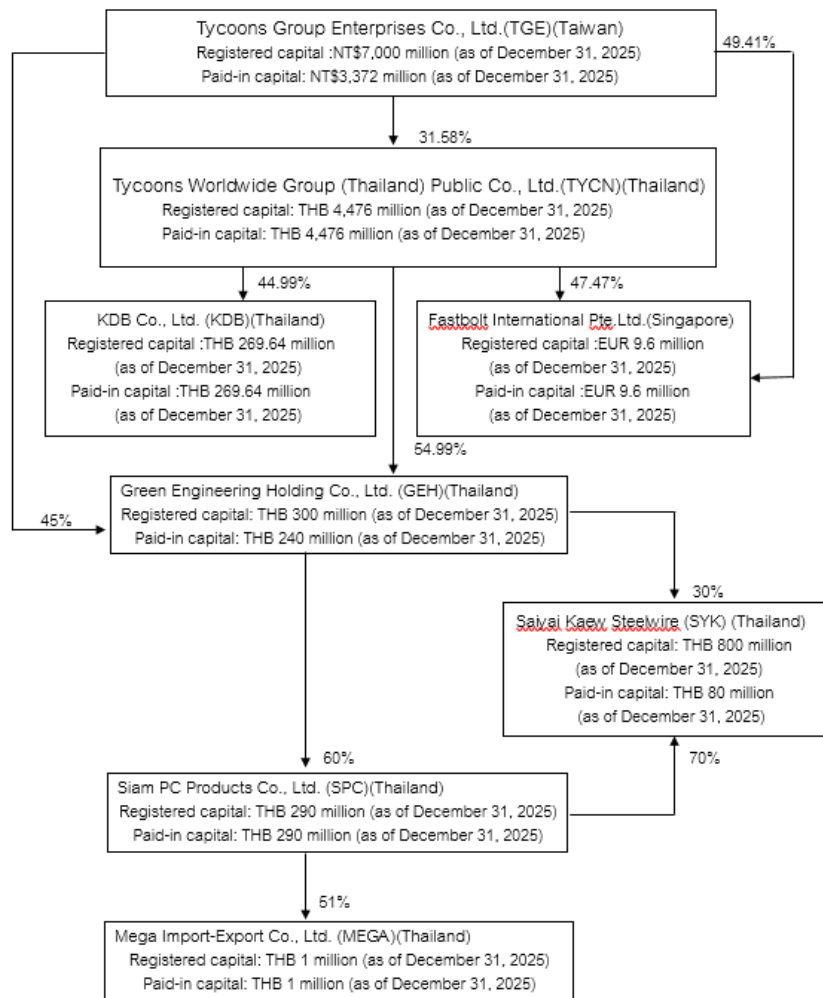 Tycoons Group Enterprises Co., Ltd.(TGE)(Taiwan)
Registered capital :NT$7,000 million (as of December 31, 2025)
Paid-in capital: NT$3,372 million (as of December 31, 2025)
49.41%
31.58%
Tycoons Worldwide Group (Thailand) Public Co., Ltd.(TYCN)(Thailand)
Registered capital: THB 4,476 million (as of December 31, 2025)
Paid-in capital: THB 4,476 million (as of December 31, 2025)
44.99%
47.47%
KDB Co., Ltd. (KDB)(Thailand)
Registered capital :THB 269.64 million
(as of December 31, 2025)
Paid-in capital :THB 269.64 million
(as of December 31, 2025)
Fastbolt International Pte.Ltd.(Singapore)
Registered capital :EUR 9.6 million
(as of December 31, 2025)
Paid-in capital :EUR 9.6 million
(as of December 31, 2025)
54.99%
45%
Green Engineering Holding Co., Ltd. (GEH)(Thailand)
Registered capital: THB 300 million (as of December 31, 2025)
Paid-in capital: THB 240 million (as of December 31, 2025)
30%
Saiyai Kaew Steelwire (SYK) (Thailand)
Registered capital: THB 800 million
(as of December 31, 2025)
Paid-in capital: THB 80 million
(as of December 31, 2025)
60%
70%
Siam PC Products Co., Ltd. (SPC)(Thailand)
Registered capital: THB 290 million (as of December 31, 2025)
Paid-in capital: THB 290 million (as of December 31, 2025)
51%
Mega Import-Export Co., Ltd. (MEGA)(Thailand)
Registered capital: THB 1 million (as of December 31, 2025)
Paid-in capital: THB 1 million (as of December 31, 2025)